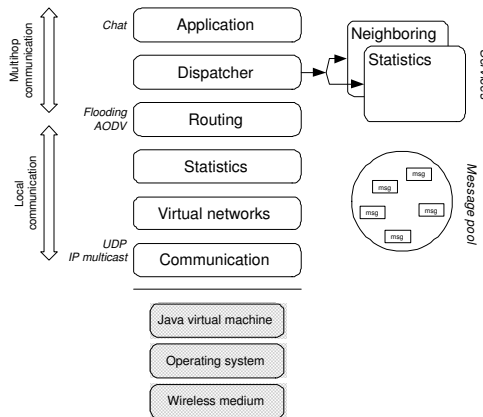 Chat
Application
Multihop
communication
Dispatcher
Neighboring
Statistics
Services
Flooding
AODV
Routing
Local
communication
Statistics
Virtual networks
UDP
IP multicast
Communication
msg
msg
msg
msg
msg
Message pool
Java virtual machine
Operating system
Wireless medium